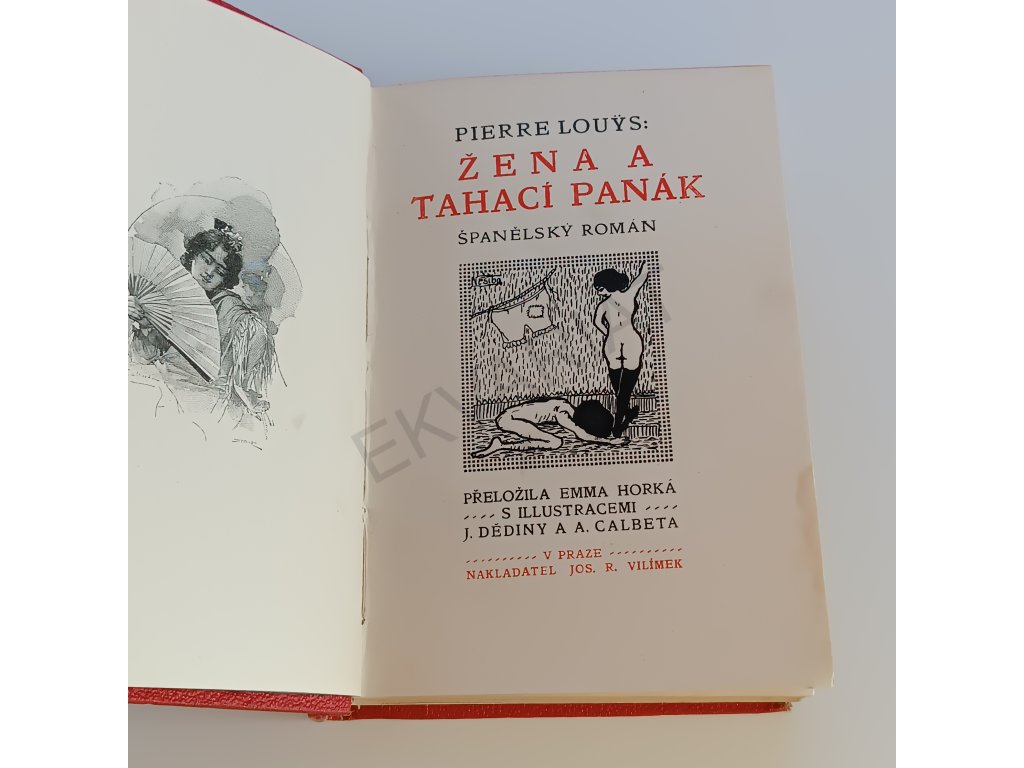 PIERRE LOUŸS:
ŽENA A
TAHACÍ PANÁK
ŠPANĚLSKÝ ROMÁN
PŘELOŽILA EMMA HORKÁ
S ILLUSTRACEMI
J. DĚDINY A A. CALBETA
V PRAZE
NAKLADATEL JOS. R. VILÍMEK